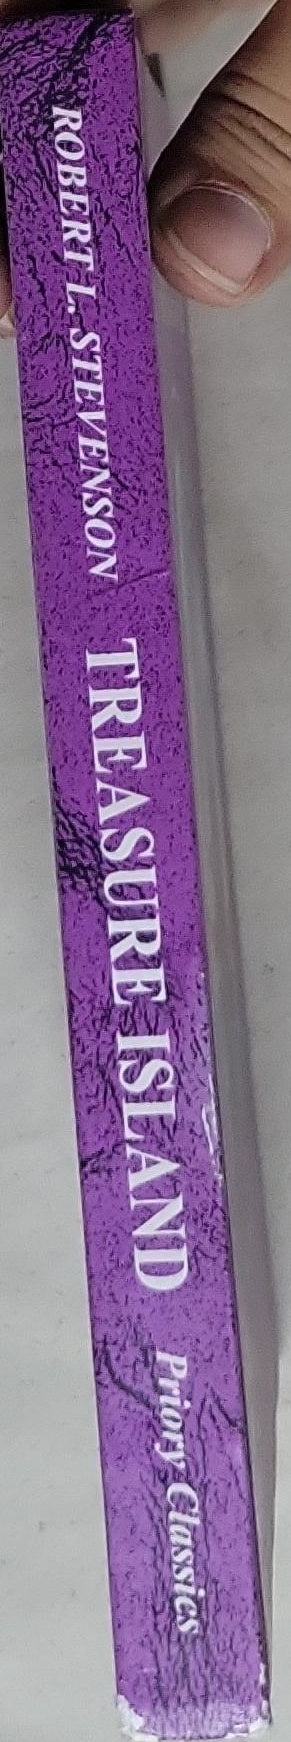 ROBERT L. STEVENSON
TREASURE ISLAND
Priory Classics